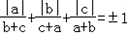 |a|/(b+c) + |b|/(c+a) + |c|/(a+b) = ±1